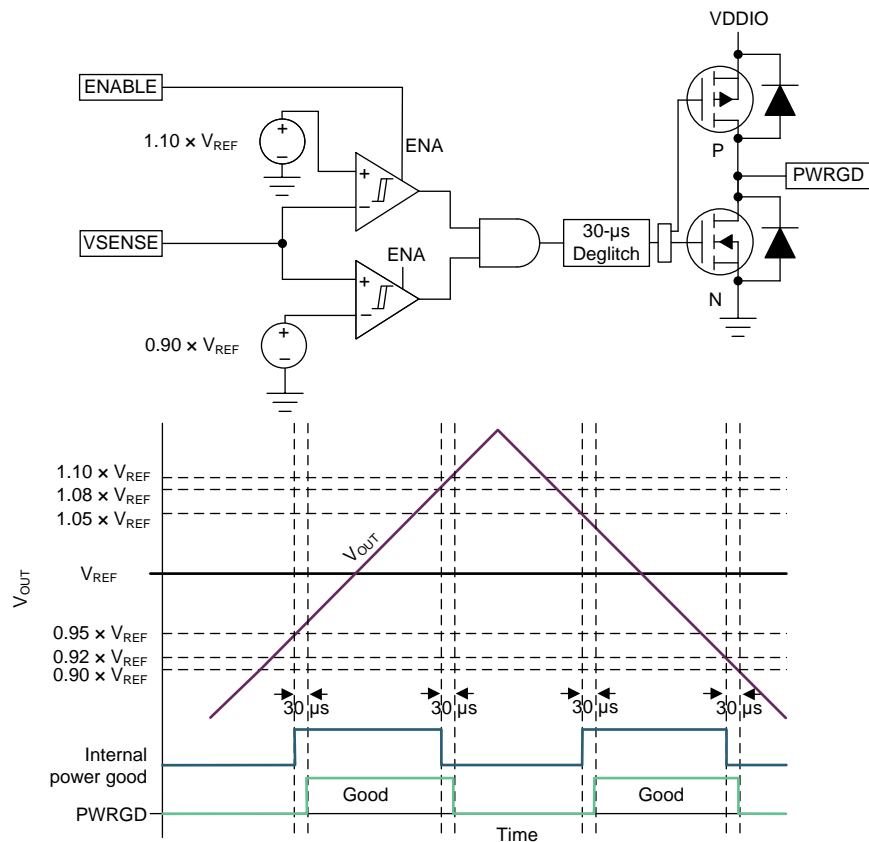 VDDIO
ENABLE
1.10 × VREF
+
−
ENA
+
−
P
PWRGD
VSENSE
30-µs
Deglitch
ENA
+
−
N
0.90 × VREF
+
−
1.10 × VREF
1.08 × VREF
1.05 × VREF
VOUT
VOUT
VREF
0.95 × VREF
0.92 × VREF
0.90 × VREF
30 µs
30 µs
30 µs
30 µs
Internal
power good
Good
Good
PWRGD
Time